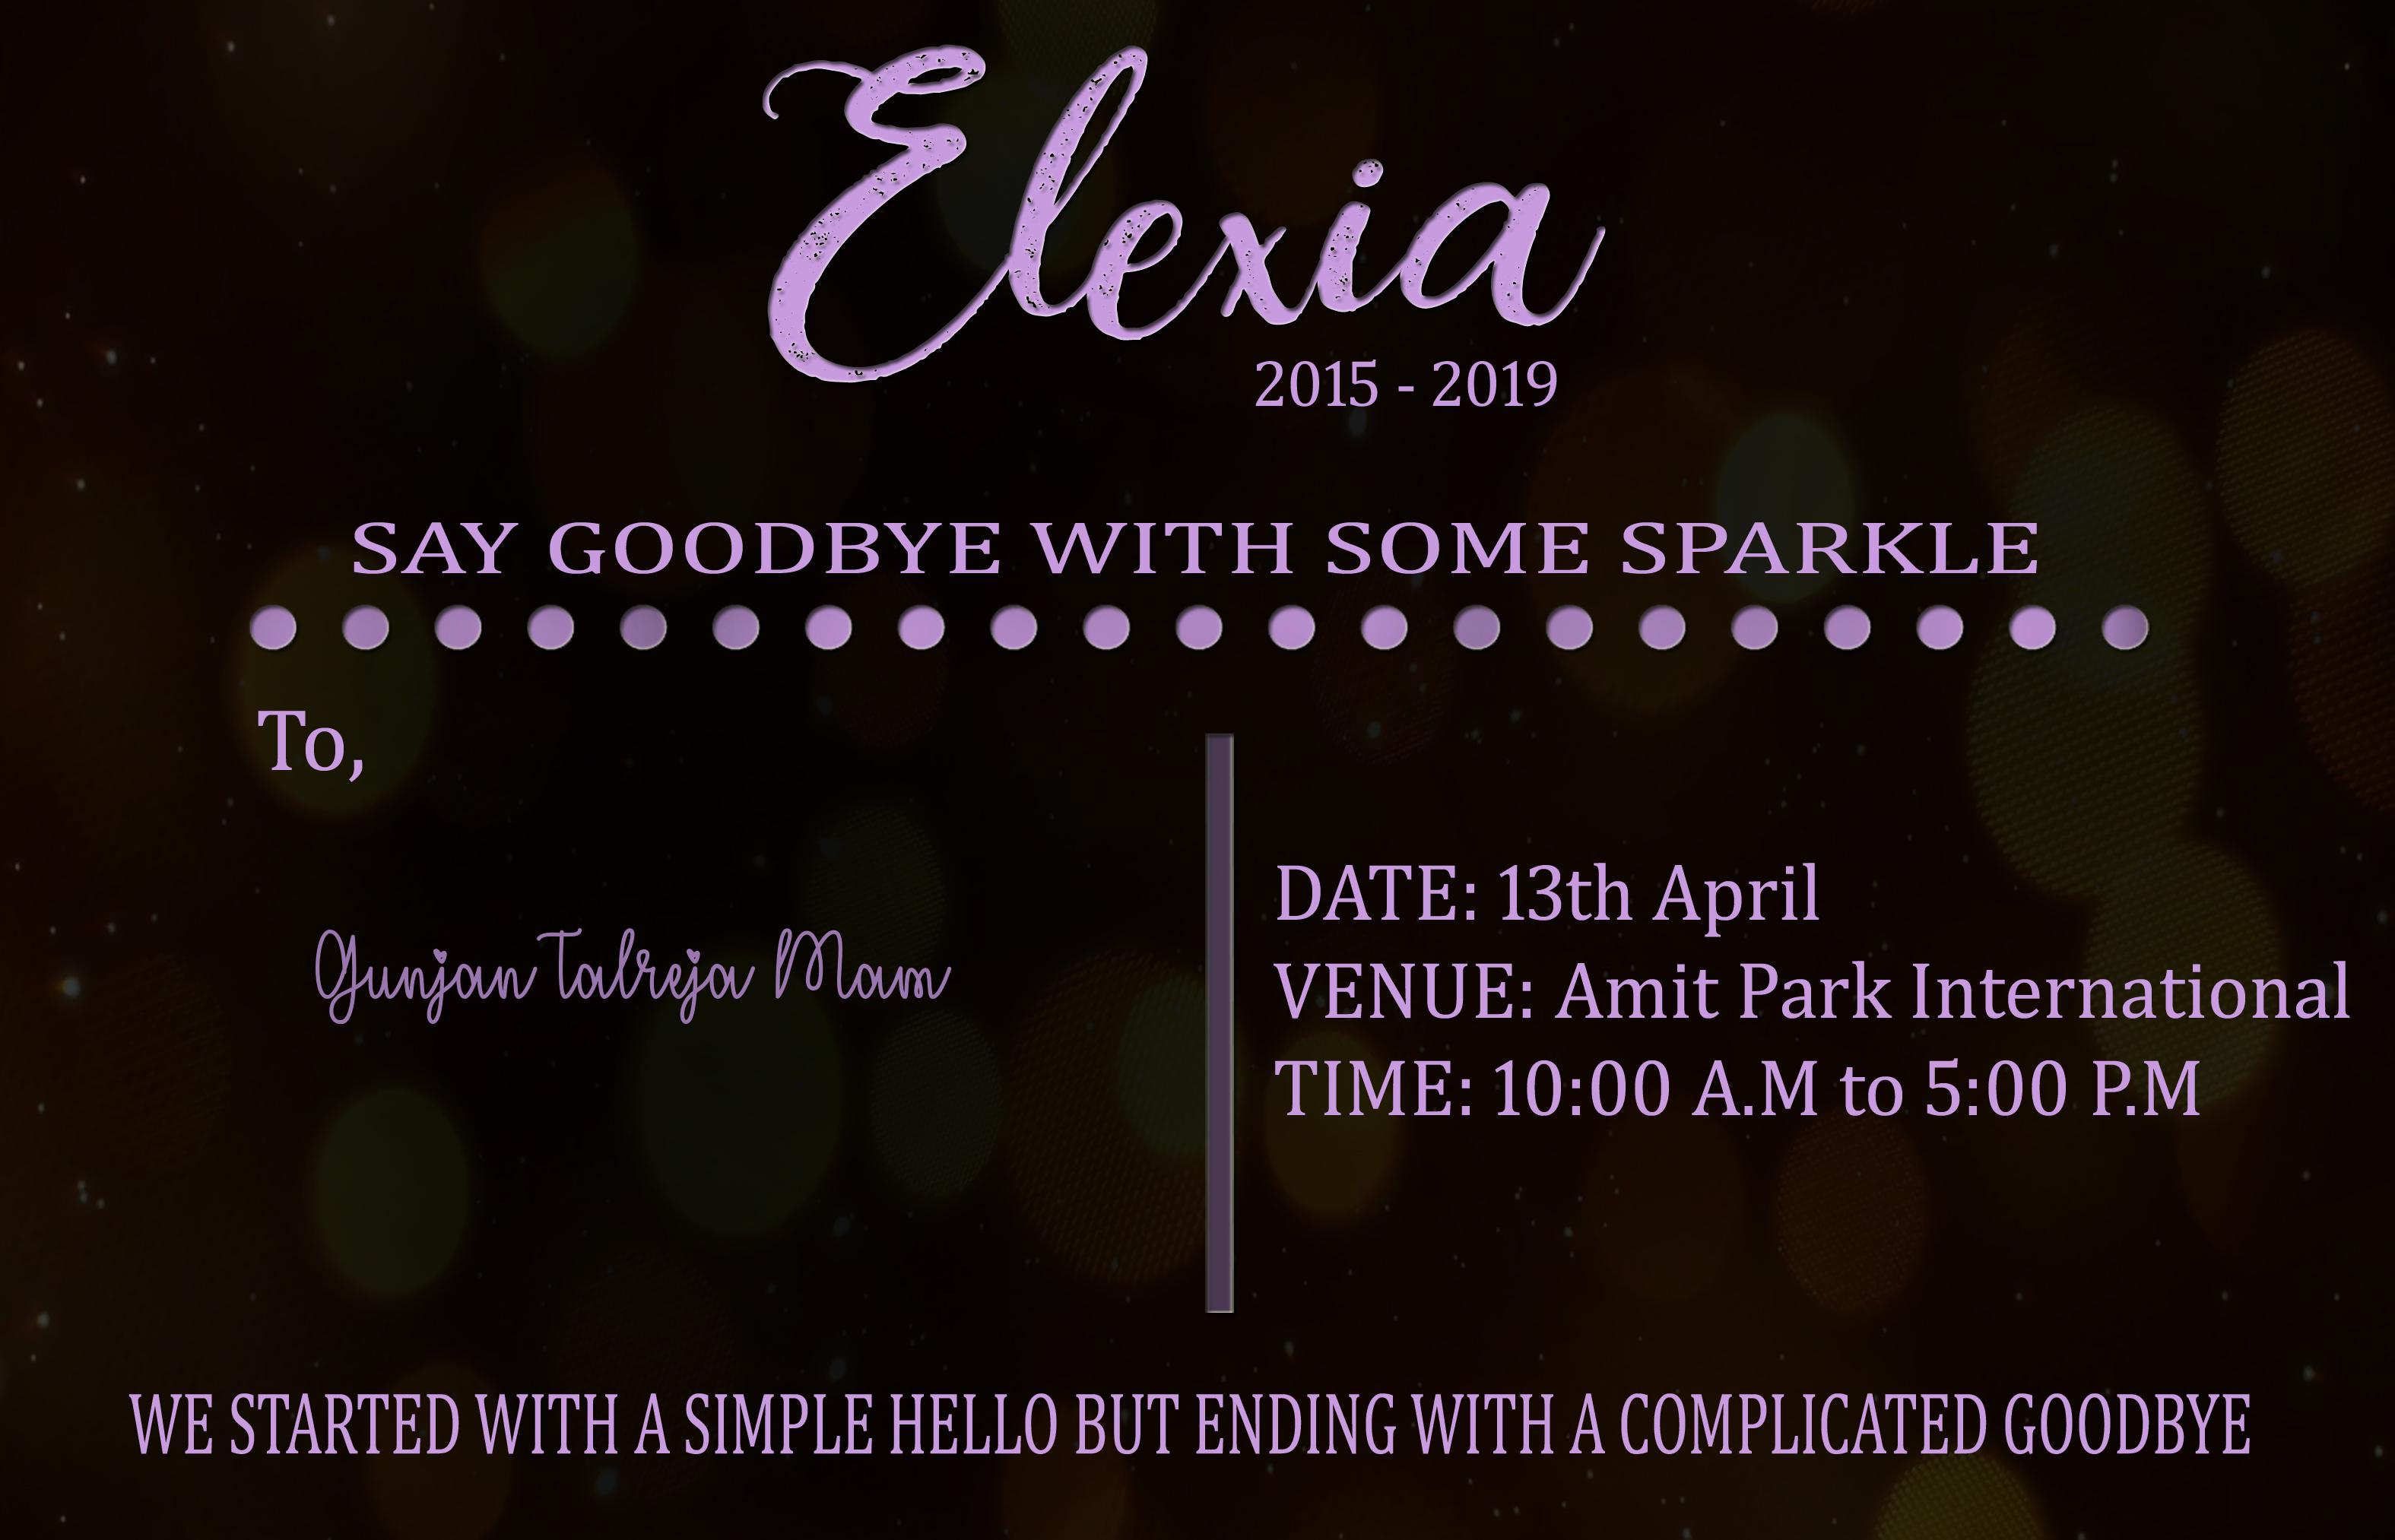 Elexia
2015 - 2019
SAY GOODBYE WITH SOME SPARKLE
To,
Gunjan Talreja Mam
DATE: 13th April
VENUE: Amit Park International
TIME: 10:00 A.M to 5:00 P.M
WE STARTED WITH A SIMPLE HELLO BUT ENDING WITH A COMPLICATED GOODBYE